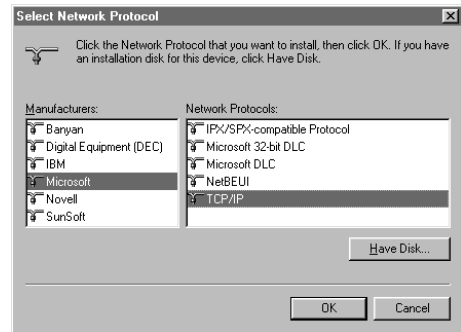 Select Network Protocol
Click the Network Protocol that you want to install, then click OK. If you have
an installation disk for this device, click Have Disk.
Manufacturers:
Banyan
Digital Equipment (DEC)
IBM
Microsoft
Novell
SunSoft
Network Protocols:
IPX/SPX-compatible Protocol
Microsoft 32-bit DLC
Microsoft DLC
NetBEUI
TCP/IP
Have Disk...
OK
Cancel